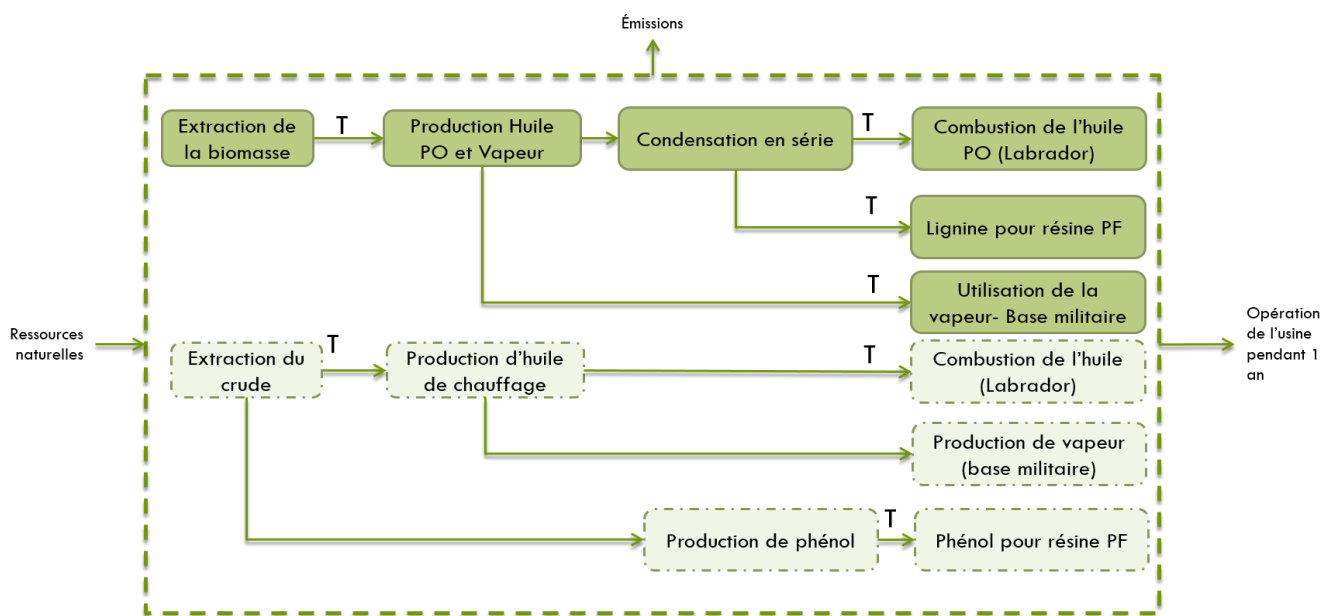 Émissions
Extraction de
la biomasse
T
Production Huile
PO et Vapeur
Condensation en série
T
Combustion de l'huile
PO (Labrador)
T
Lignine pour résine PF
T
Utilisation de la
vapeur- Base militaire
Ressources
naturelles
Opération
de l'usine
pendant 1
an
Extraction du
crude
T
Production d'huile
de chauffage
T
Combustion de l'huile
(Labrador)
Production de vapeur
(base militaire)
Production de phénol
T
Phénol pour résine PF